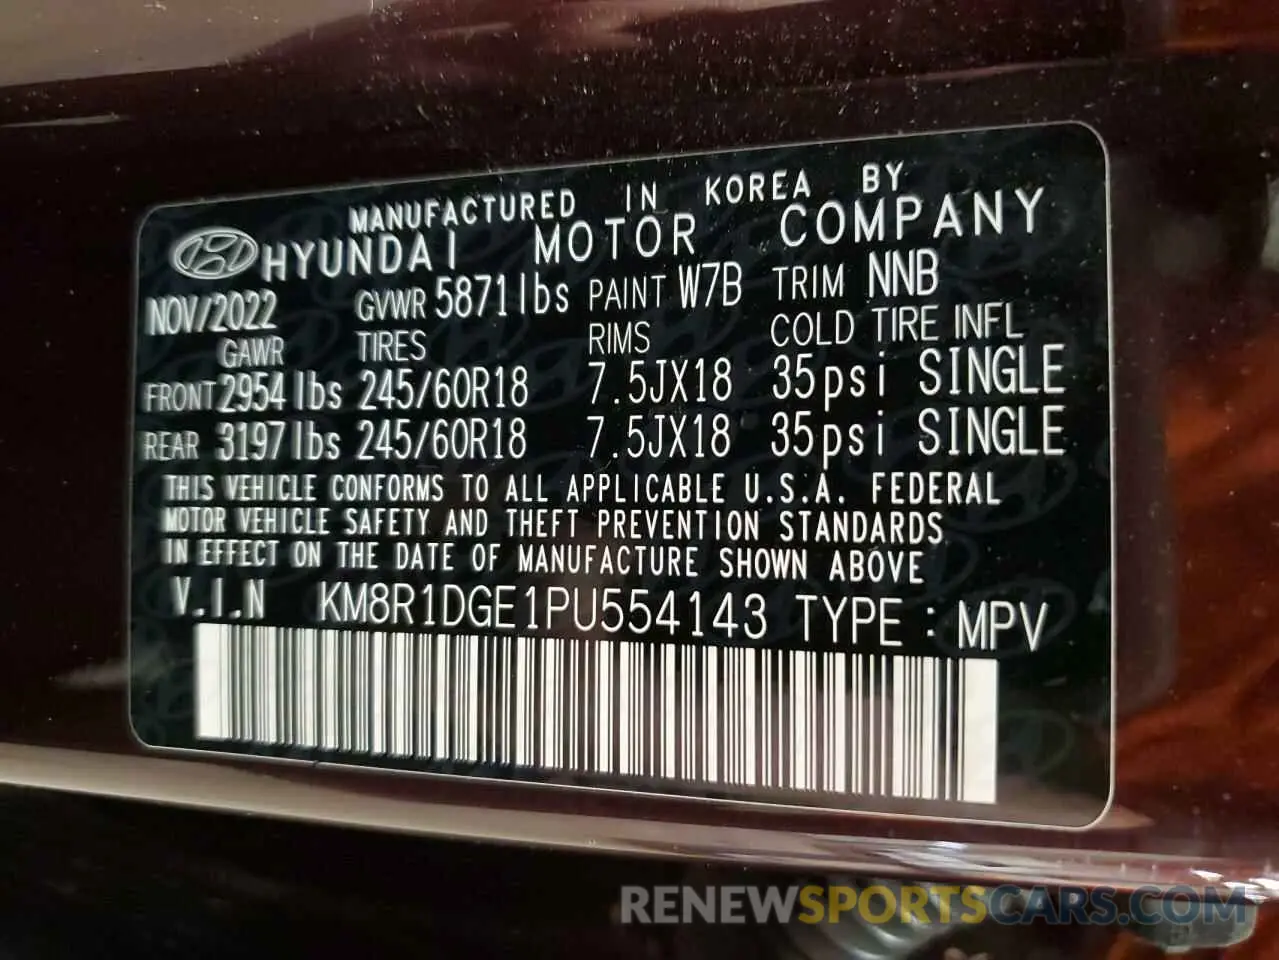 MANUFACTURED IN KOREA BY
HYUNDAI MOTOR COMPANY
NOV/2022 GVWR 5871lbs PAINT W7B TRIM NNB
GAWR TIRES RIMS COLD TIRE INFL
FRONT 2954lbs 245/60R18 7.5JX18 35psi SINGLE
REAR 3197lbs 245/60R18 7.5JX18 35psi SINGLE
THIS VEHICLE CONFORMS TO ALL APPLICABLE U.S.A. FEDERAL
MOTOR VEHICLE SAFETY AND THEFT PREVENTION STANDARDS
IN EFFECT ON THE DATE OF MANUFACTURE SHOWN ABOVE
V.I.N KM8R1DGE1PU554143 TYPE : MPV
RENEWSPORTSCARS.COM